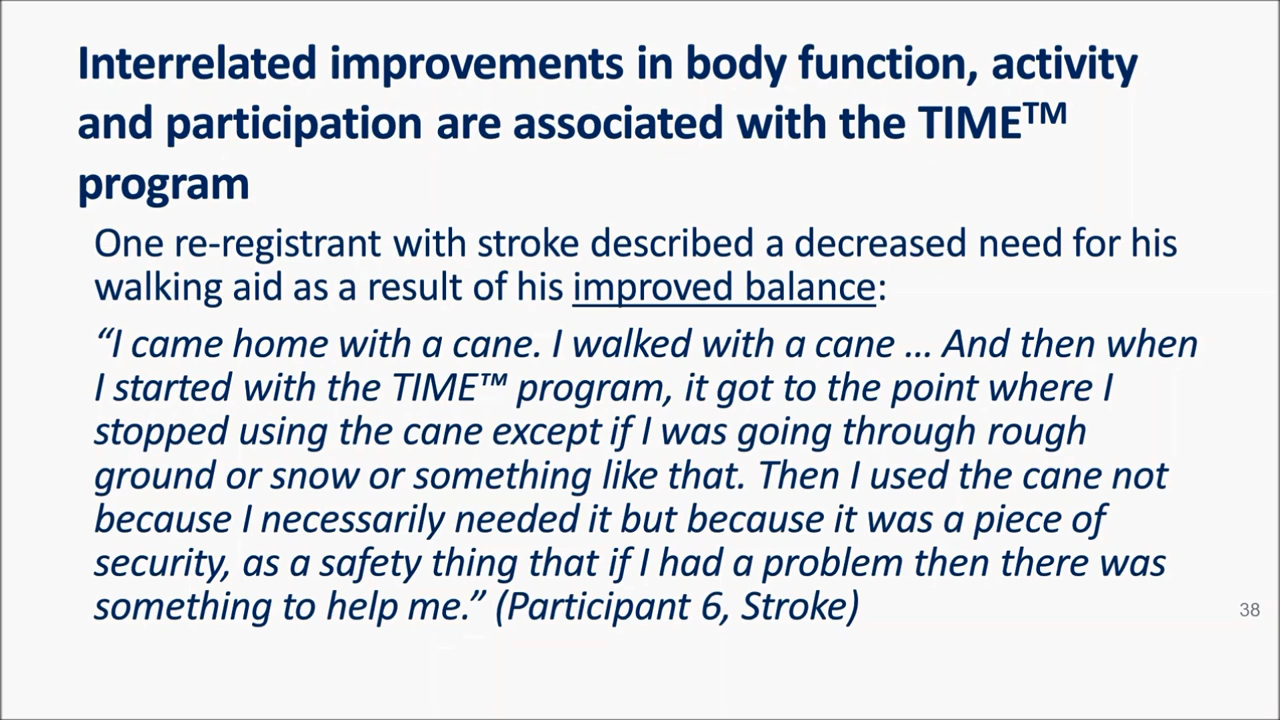 Interrelated improvements in body function, activity
and participation are associated with the TIME™
program
One re-registrant with stroke described a decreased need for his
walking aid as a result of his improved balance:
“I came home with a cane. I walked with a cane … And then when
I started with the TIME™ program, it got to the point where I
stopped using the cane except if I was going through rough
ground or snow or something like that. Then I used the cane not
because I necessarily needed it but because it was a piece of
security, as a safety thing that if I had a problem then there was
something to help me.” (Participant 6, Stroke)
38